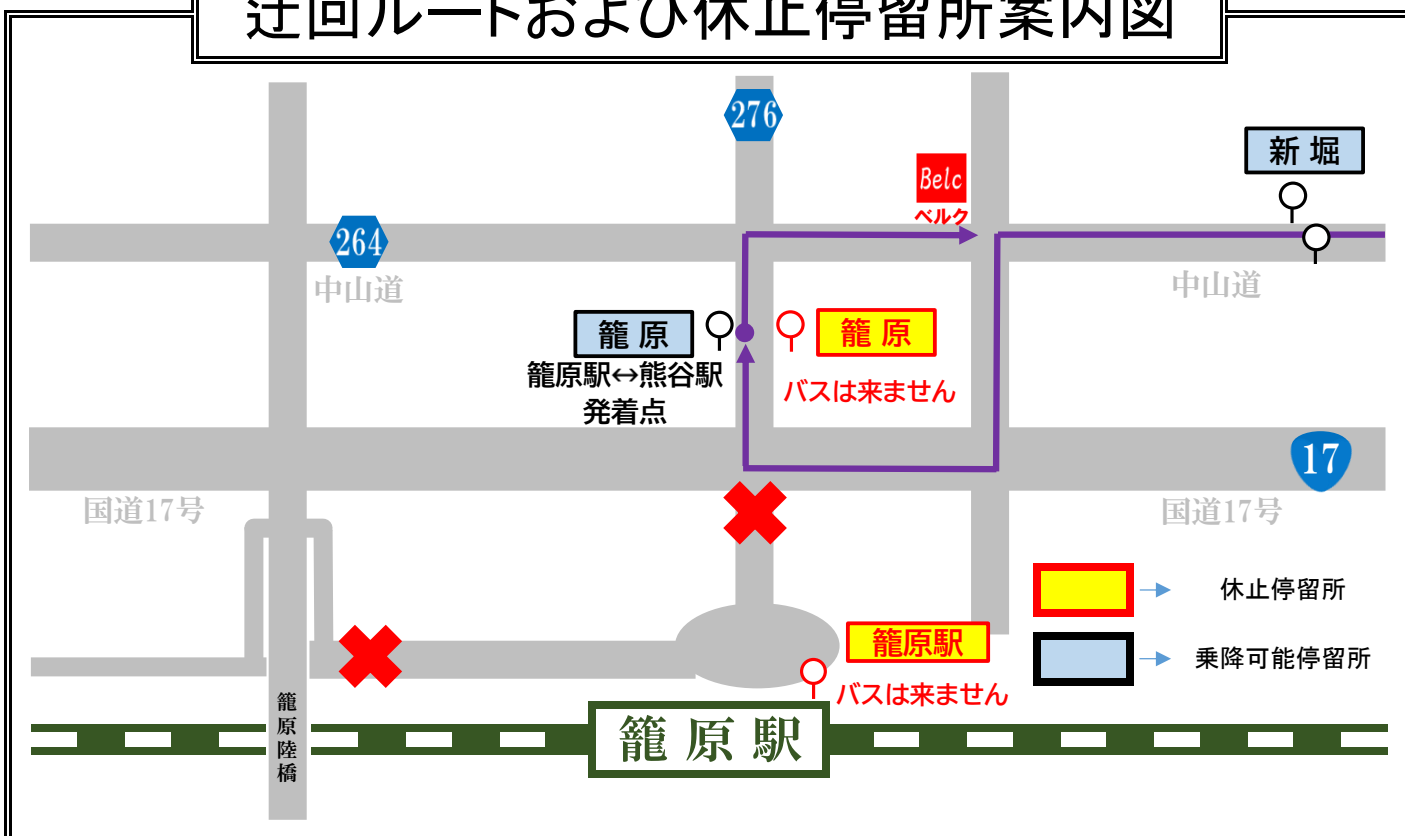 迂回ルートおよび休止停留所案内図
276
新堀
Belc
ベルク
264
中山道
中山道
籠原
籠原
籠原駅↔熊谷駅
発着点
バスは来ません
17
国道17号
国道17号
休止停留所
籠原駅
乗降可能停留所
バスは来ません
籠原陸橋
籠原駅